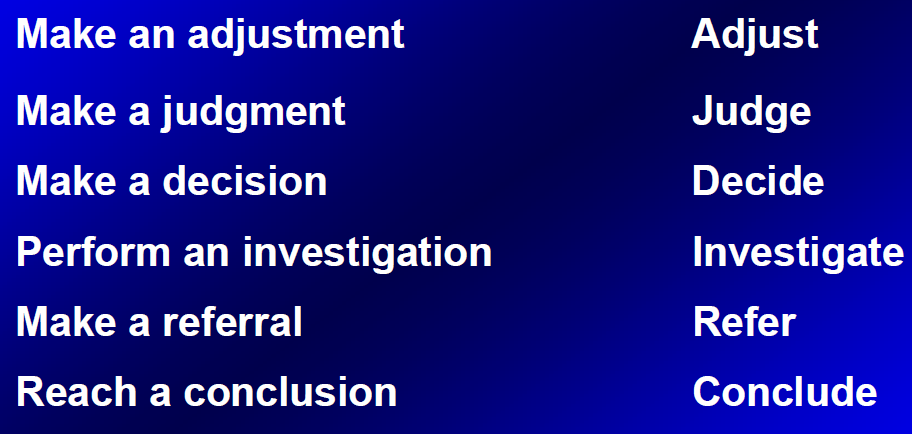 Make an adjustment Adjust
Make a judgment Judge
Make a decision Decide
Perform an investigation Investigate
Make a referral Refer
Reach a conclusion Conclude